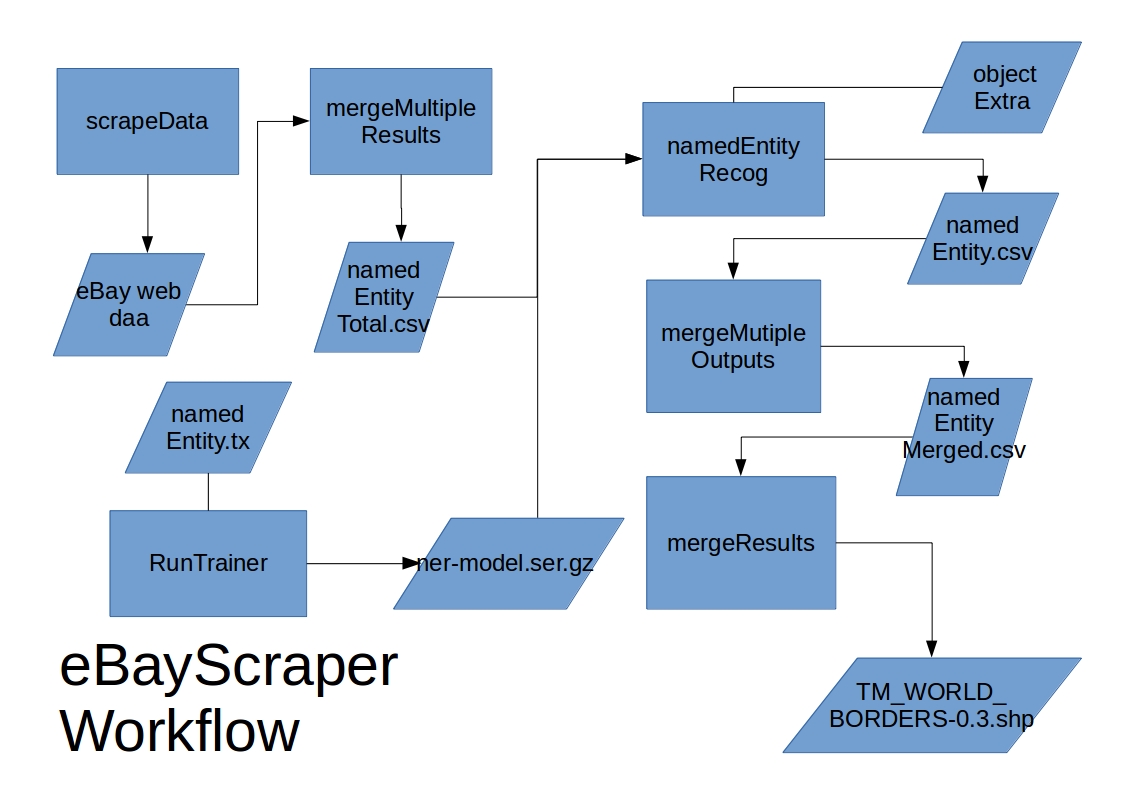 scrapeData
mergeMultiple
Results
object
Extra
namedEntity
Recog
eBay web
daa
named
Entity
Total.csv
named
Entity.csv
mergeMutiple
Outputs
named
Entity.tx
named
Entity
Merged.csv
RunTrainer
ner-model.ser.gz
mergeResults
eBayScraper
Workflow
TM_WORLD_
BORDERS-0.3.shp